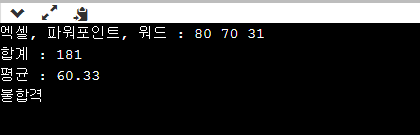 엑셀, 파워포인트, 워드 : 80 70 31
합계 : 181
평균 : 60.33
불합격